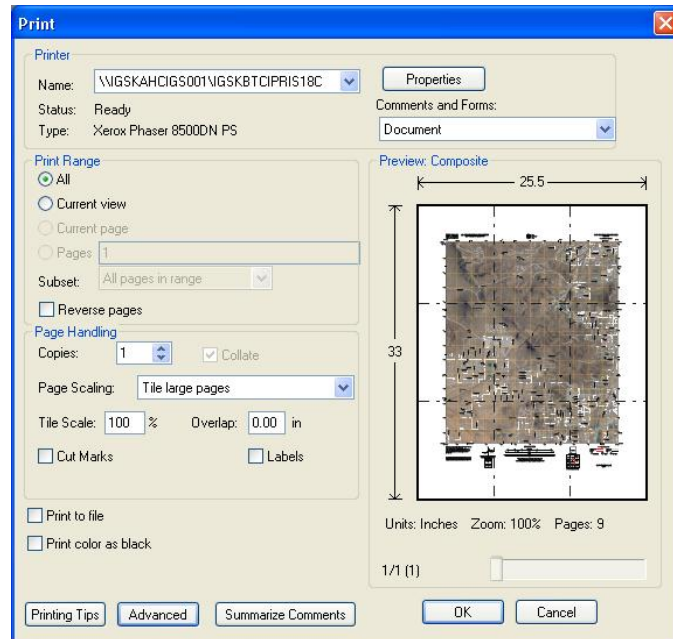 Print
Printer
Name: \\IGSKAHCIGS001\IGSKBTCIPRIS18C
Properties
Status: Ready
Comments and Forms:
Type: Xerox Phaser 8500DN PS
Document
Print Range
All
Current view
Current page
Pages 1
Subset: All pages in range
Reverse pages
Page Handling
Copies: 1 Collate
Page Scaling: Tile large pages
Tile Scale: 100 % Overlap: 0.00 in
Cut Marks Labels
Print to file
Print color as black
Preview: Composite
25.5
33
Units: Inches Zoom: 100% Pages: 9
1/1 (1)
Printing Tips Advanced Summarize Comments OK Cancel